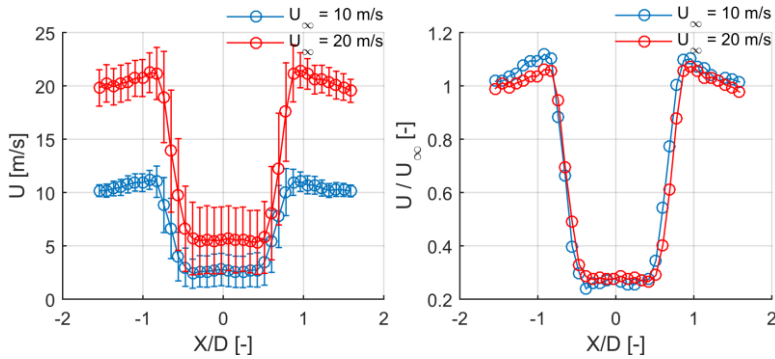 U∞ = 10 m/s
U∞ = 20 m/s
25
20
15
10
5
0
U [m/s]
-2
-1
0
1
2
X/D [-]
U∞ = 10 m/s
U∞ = 20 m/s
1.2
1
0.8
0.6
0.4
0.2
U / U∞ [-]
-2
-1
0
1
2
X/D [-]